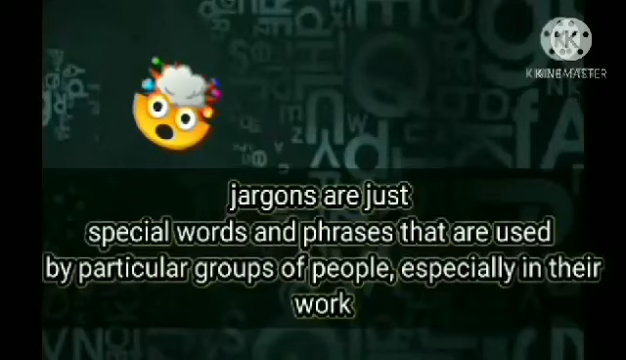 KINEMASTER
jargons are just
special words and phrases that are used
by particular groups of people, especially in their
work